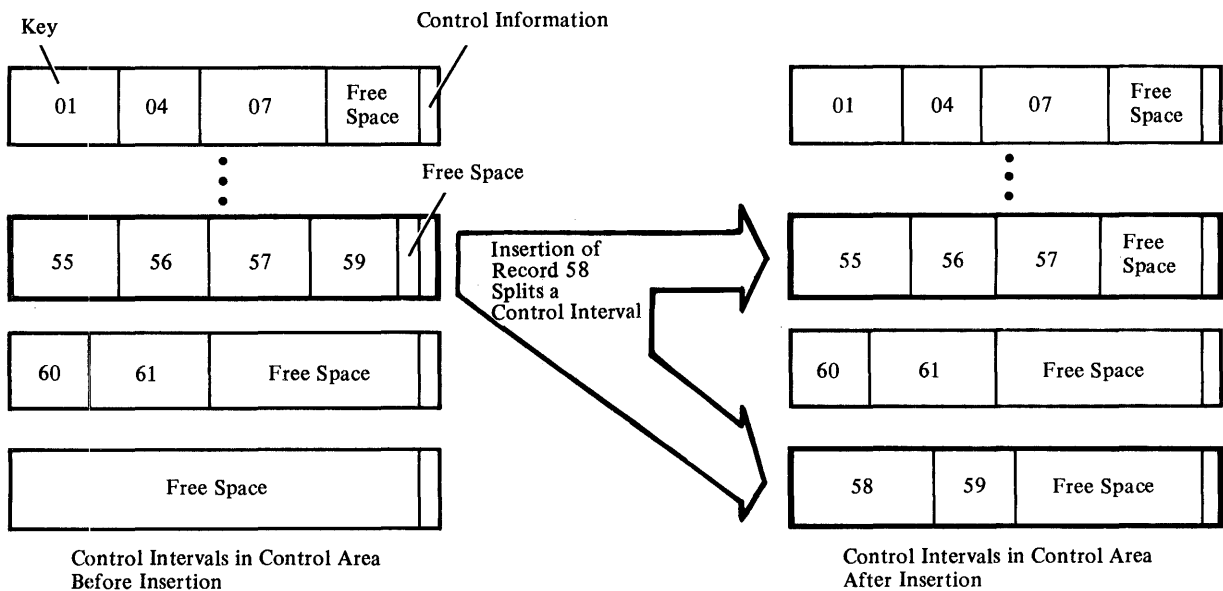 Key
Control Information
01
04
07
Free
Space
Free Space
55
56
57
59
60
61
Free Space
Free Space
Control Intervals in Control Area
Before Insertion
Insertion of
Record 58
Splits a
Control Interval
01
04
07
Free
Space
55
56
57
Free
Space
60
61
Free Space
58
59
Free Space
Control Intervals in Control Area
After Insertion